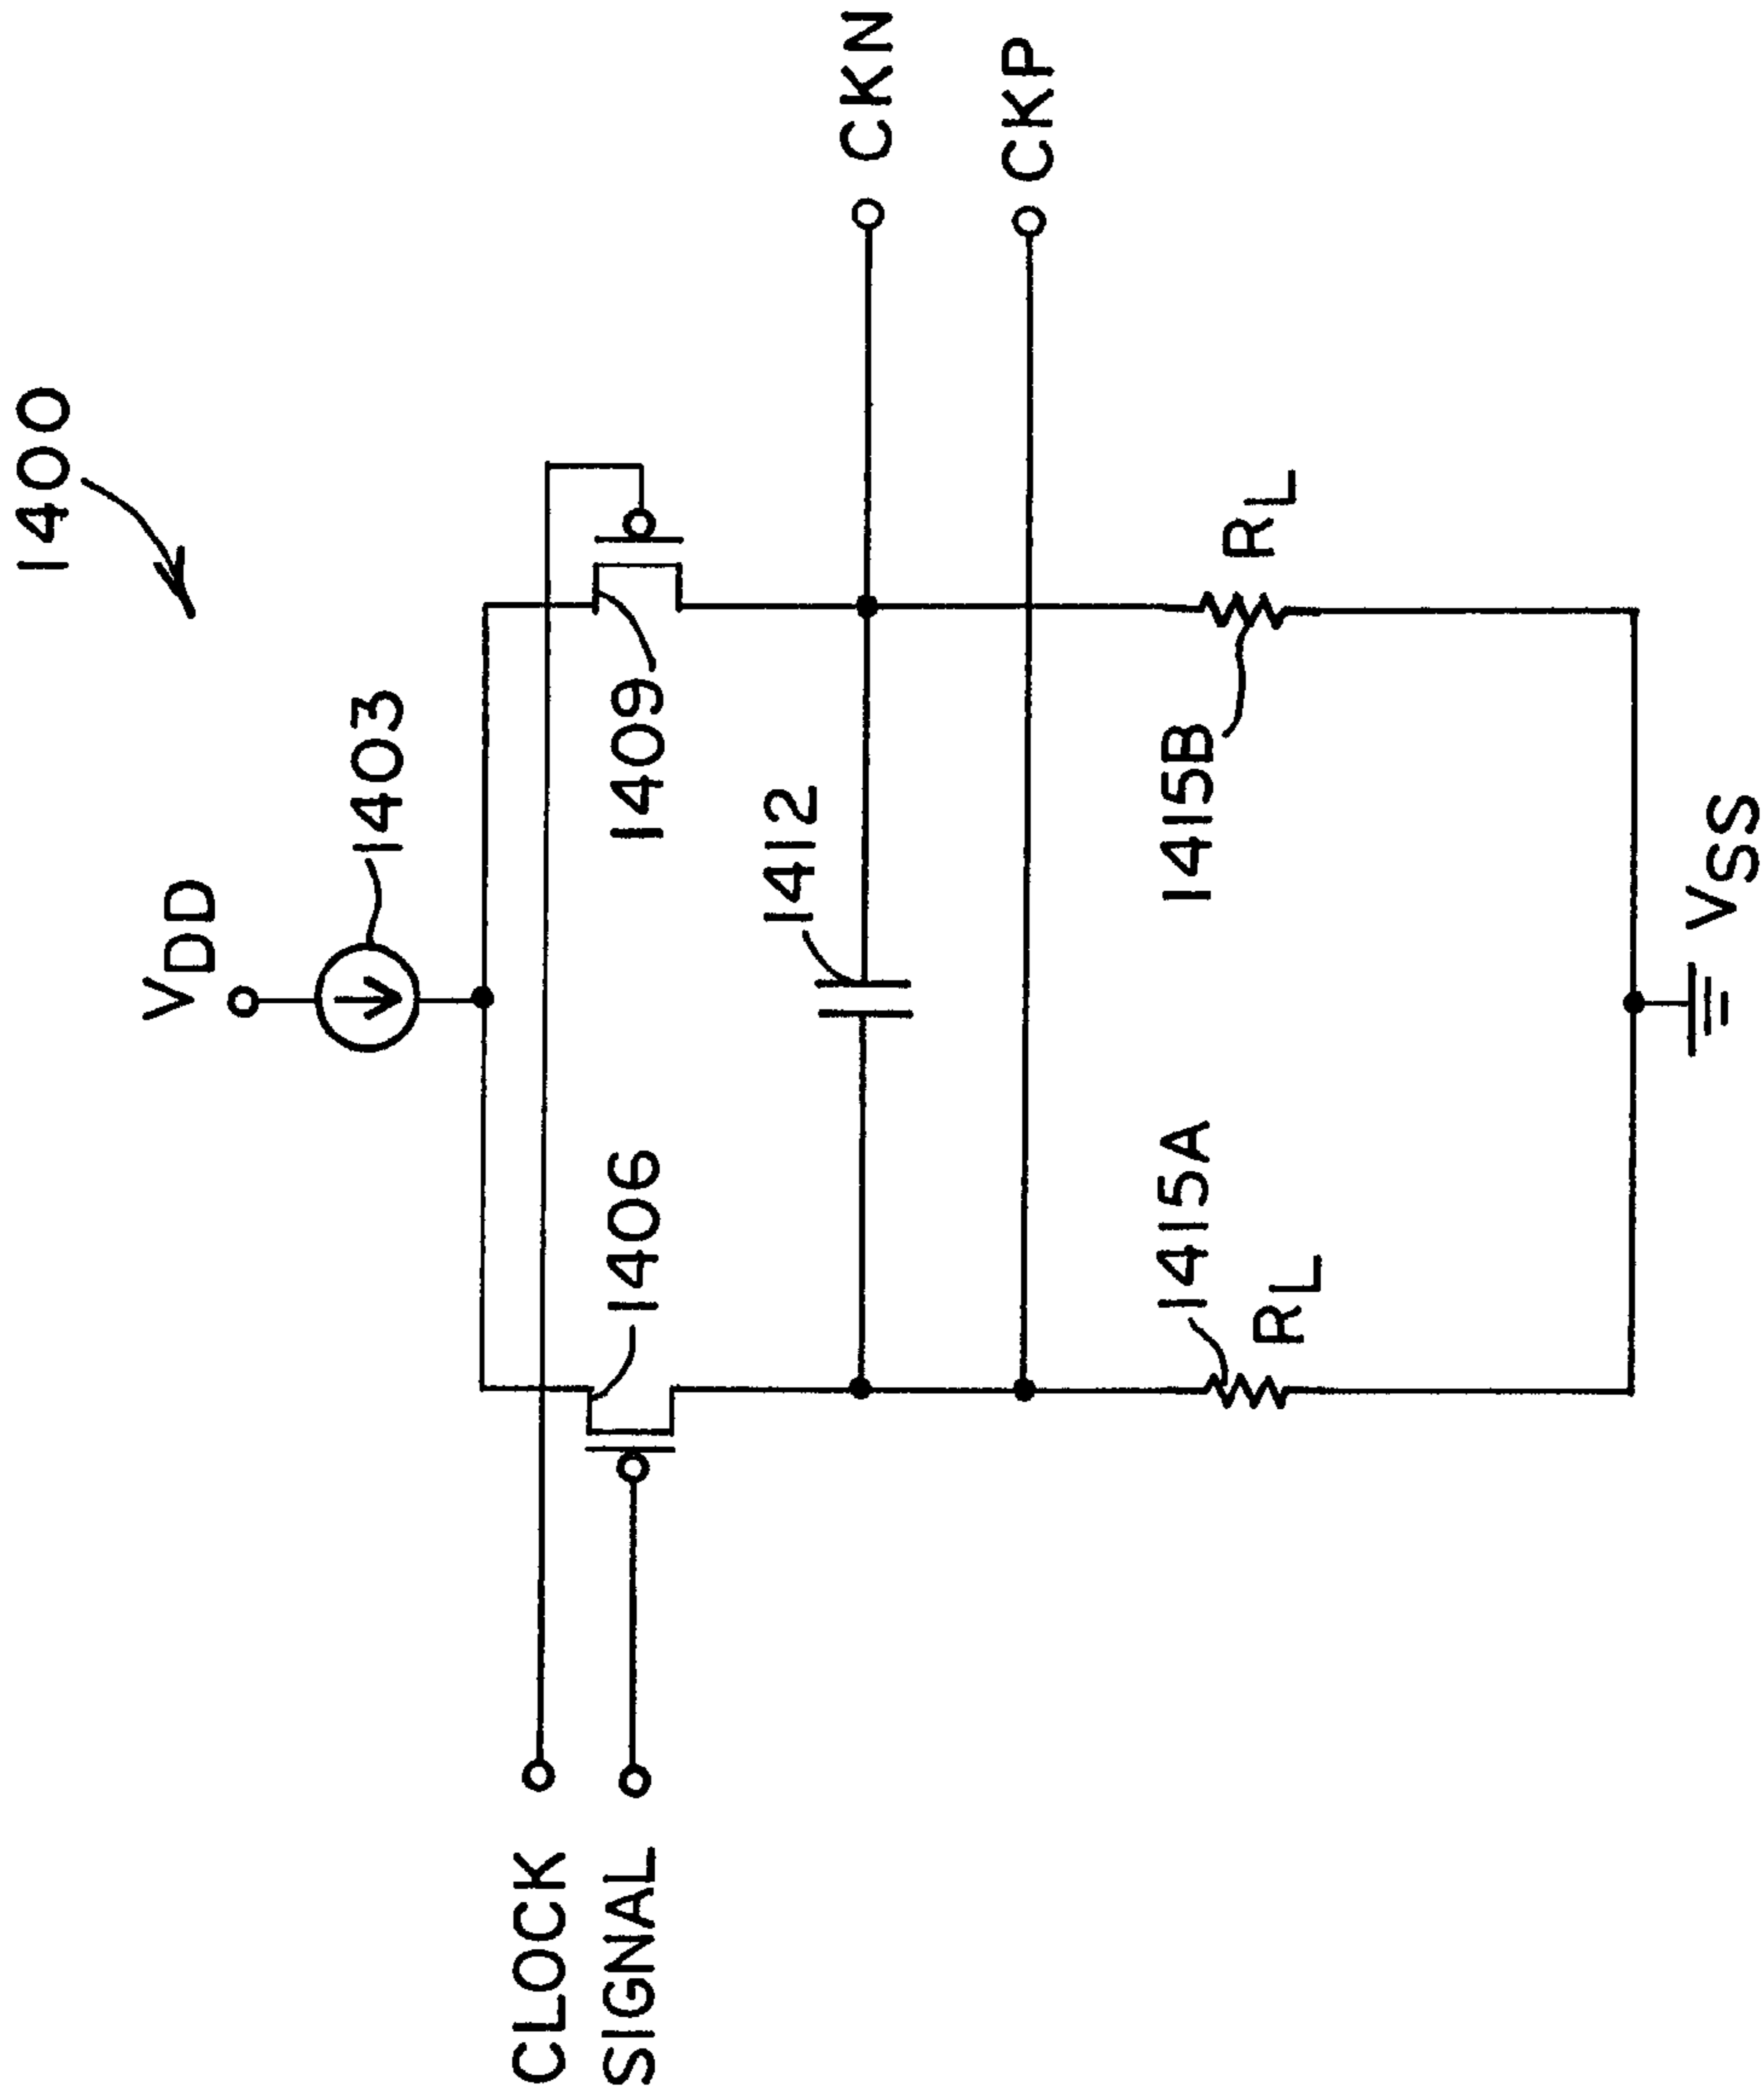 1400
VDD
1403
CLOCK
SIGNAL
1406
1409
1412
CKN
CKP
1415A
RL
1415B
RL
VSS